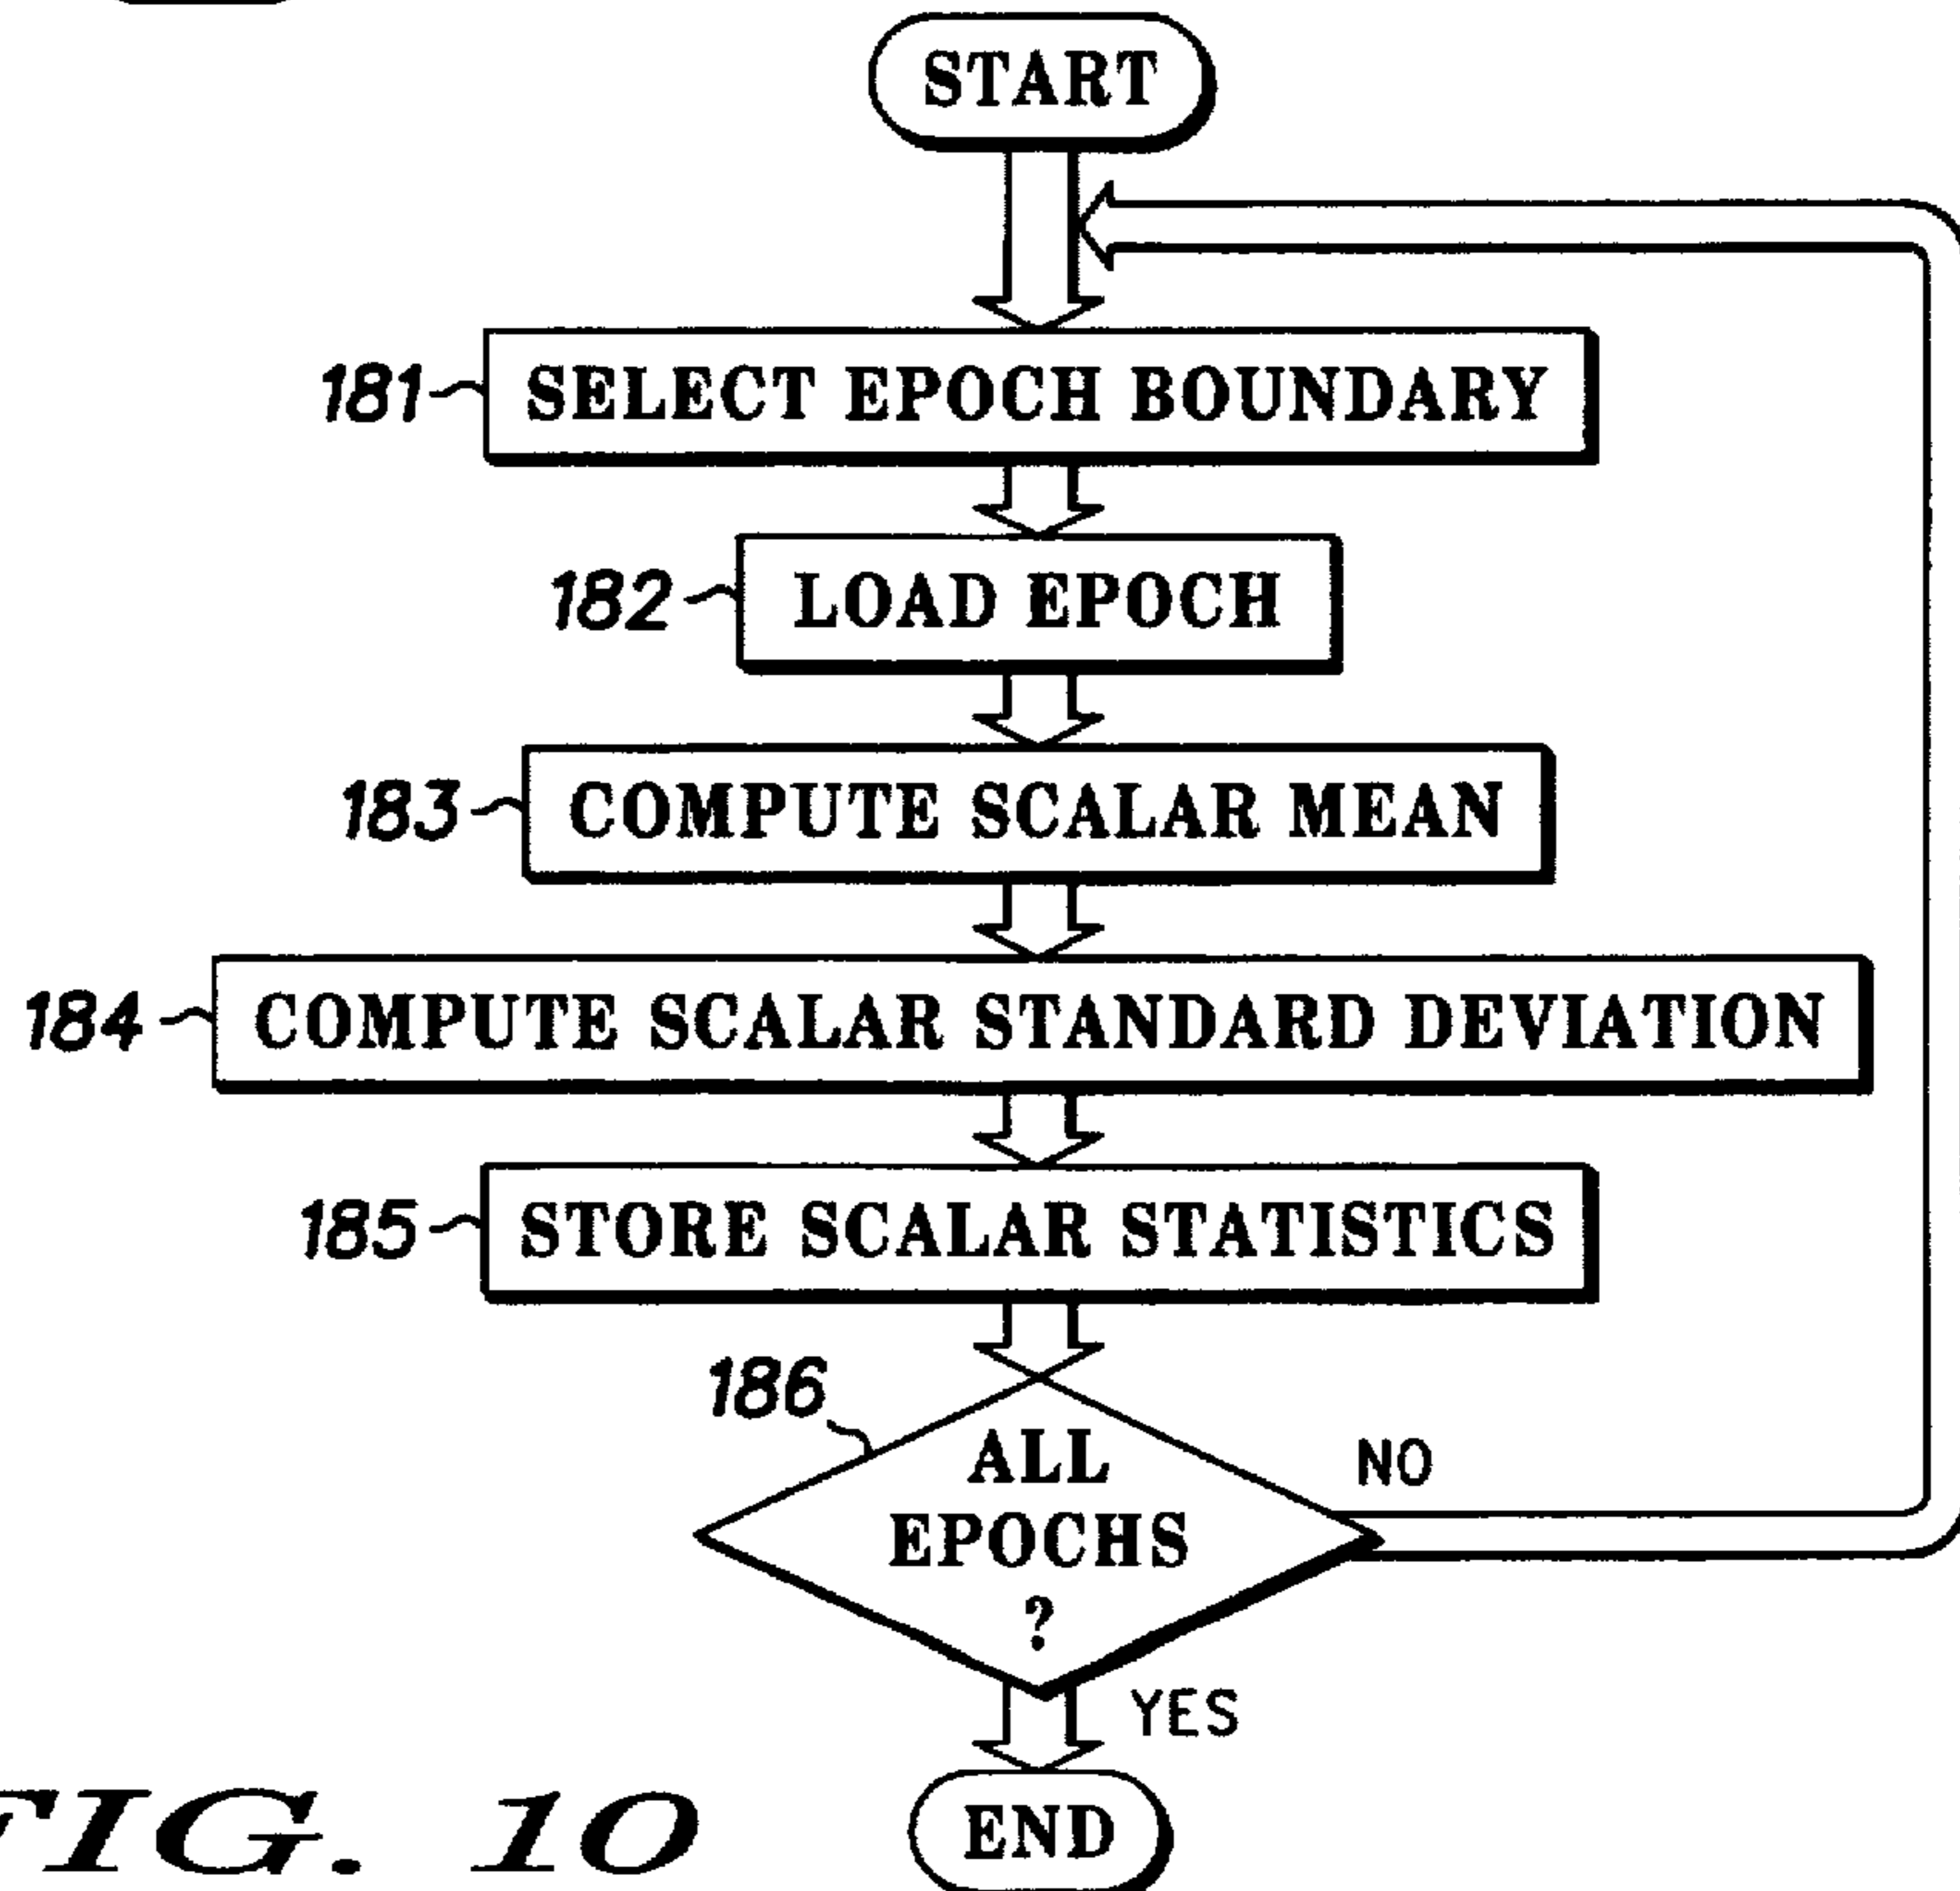 START
181 SELECT EPOCH BOUNDARY
182 LOAD EPOCH
183 COMPUTE SCALAR MEAN
184 COMPUTE SCALAR STANDARD DEVIATION
185 STORE SCALAR STATISTICS
186
ALL
EPOCHS
?
NO
YES
END
FIG. 10